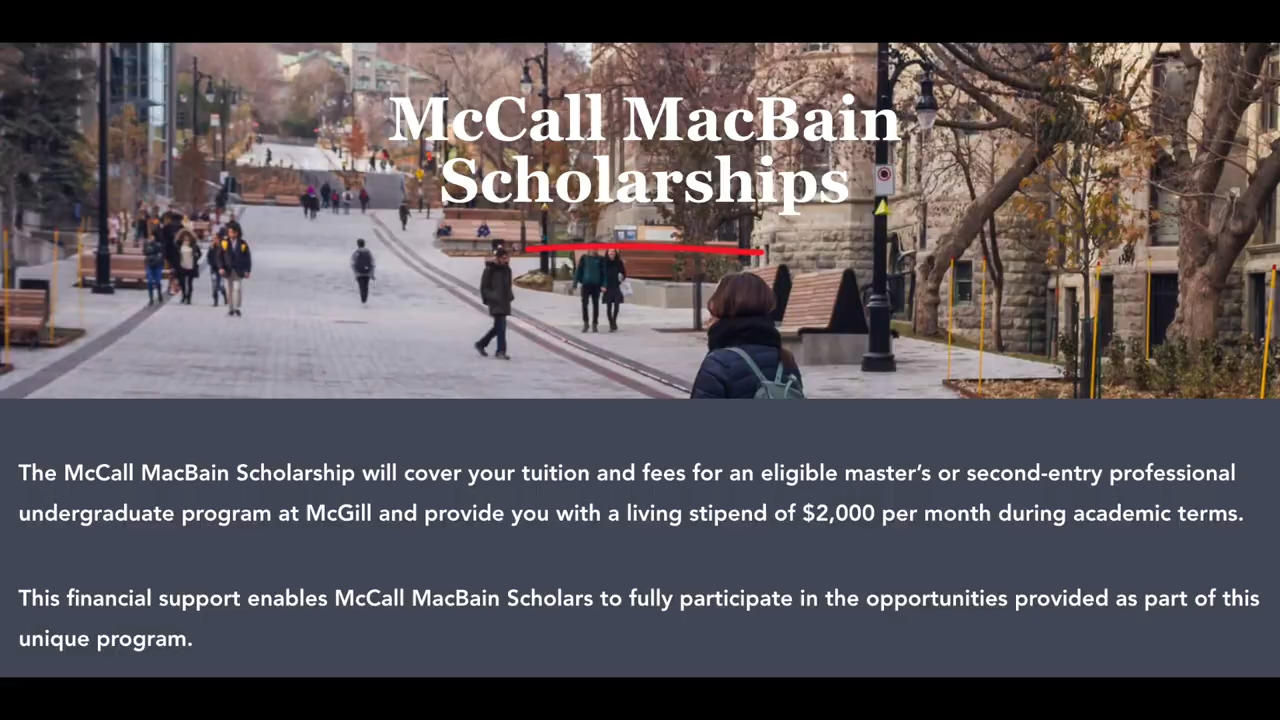 McCall MacBain
Scholarships
The McCall MacBain Scholarship will cover your tuition and fees for an eligible master’s or second-entry professional
undergraduate program at McGill and provide you with a living stipend of $2,000 per month during academic terms.
This financial support enables McCall MacBain Scholars to fully participate in the opportunities provided as part of this
unique program.